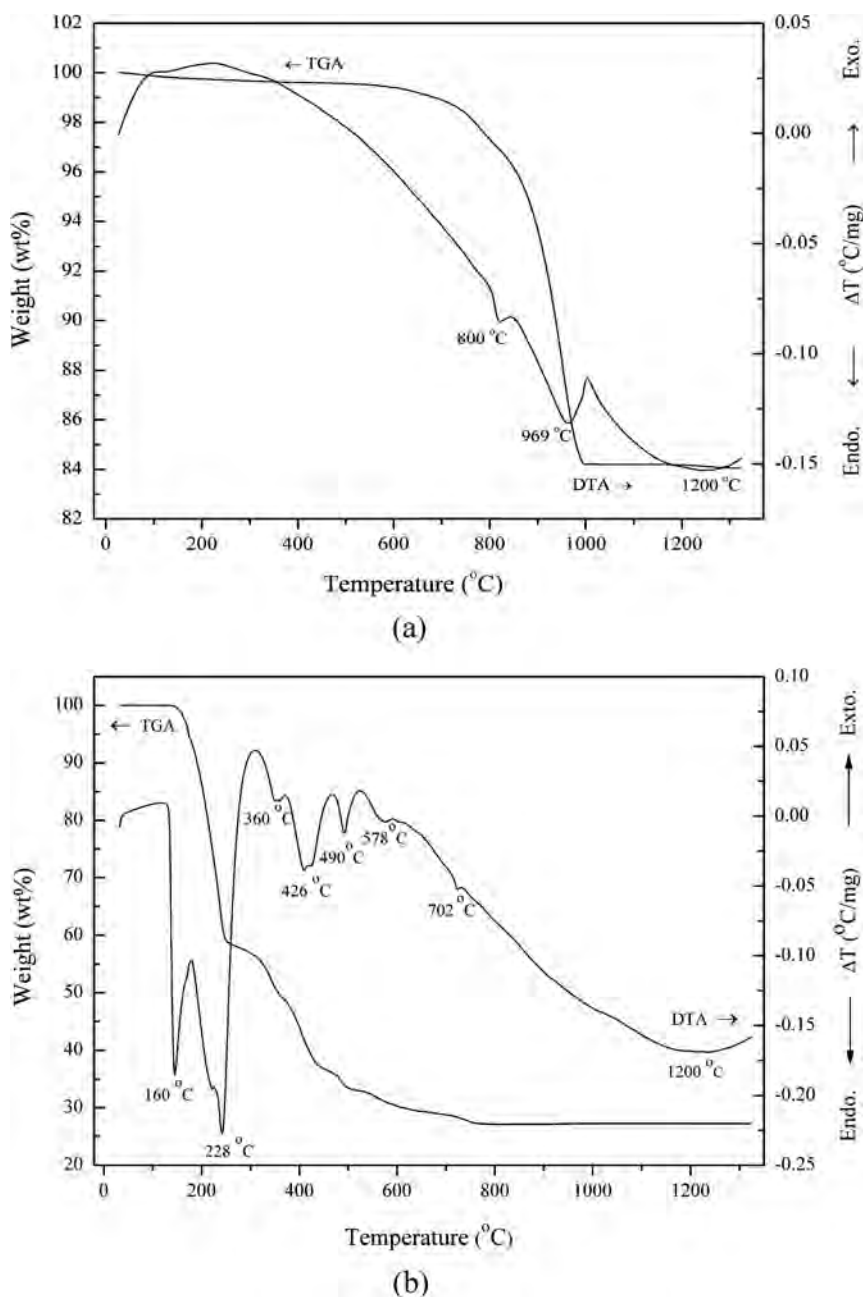 102
100
98
96
94
92
90
88
86
84
82
Weight (wt%)
← TGA
800 °C
969 °C
DTA →
1200 °C
0.05
0.00
-0.05
-0.10
-0.15
Endo. ← ΔT (°C/mg) → Exo.
0 200 400 600 800 1000 1200
Temperature (°C)
(a)
100
90
80
70
60
50
40
30
20
Weight (wt%)
← TGA
160 °C
228 °C
360 °C
426 °C
490 °C
578 °C
702 °C
DTA →
1200 °C
0.10
0.05
0.00
-0.05
-0.10
-0.15
-0.20
-0.25
Endo. ← ΔT (°C/mg) → Exto.
0 200 400 600 800 1000 1200
Temperature (°C)
(b)